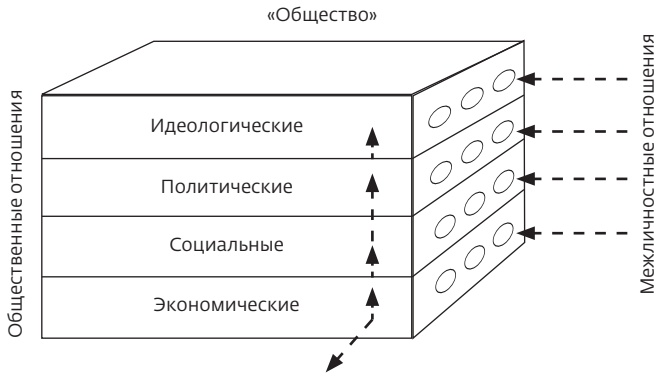 «Общество»
Общественные отношения
Идеологические
Политические
Социальные
Экономические
Межличностные отношения